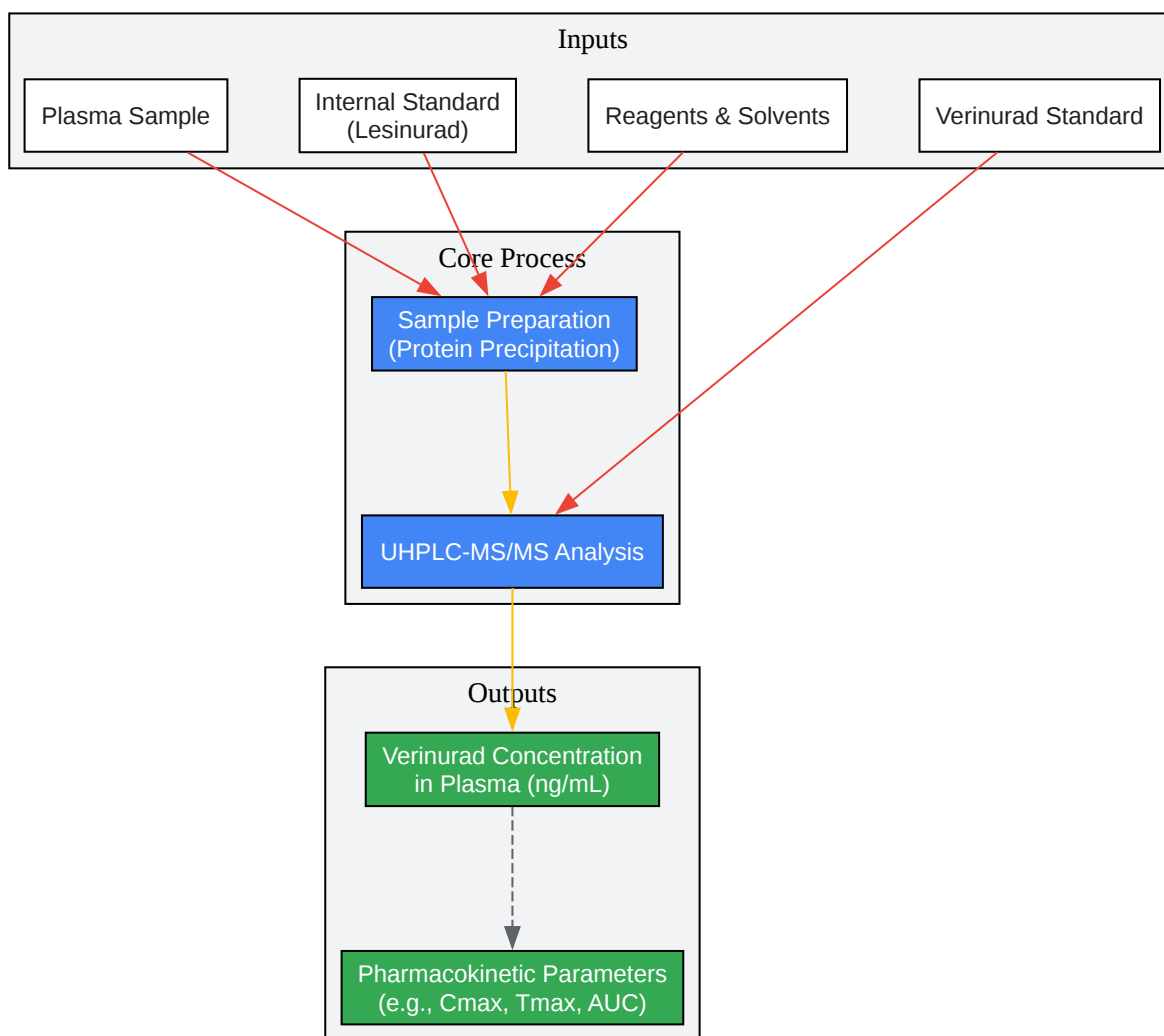 Inputs
Plasma Sample
Internal Standard
(Lesinurad)
Reagents & Solvents
Verinurad Standard
Core Process
Sample Preparation
(Protein Precipitation)
UHPLC-MS/MS Analysis
Outputs
Verinurad Concentration
in Plasma (ng/mL)
Pharmacokinetic Parameters
(e.g., Cmax, Tmax, AUC)